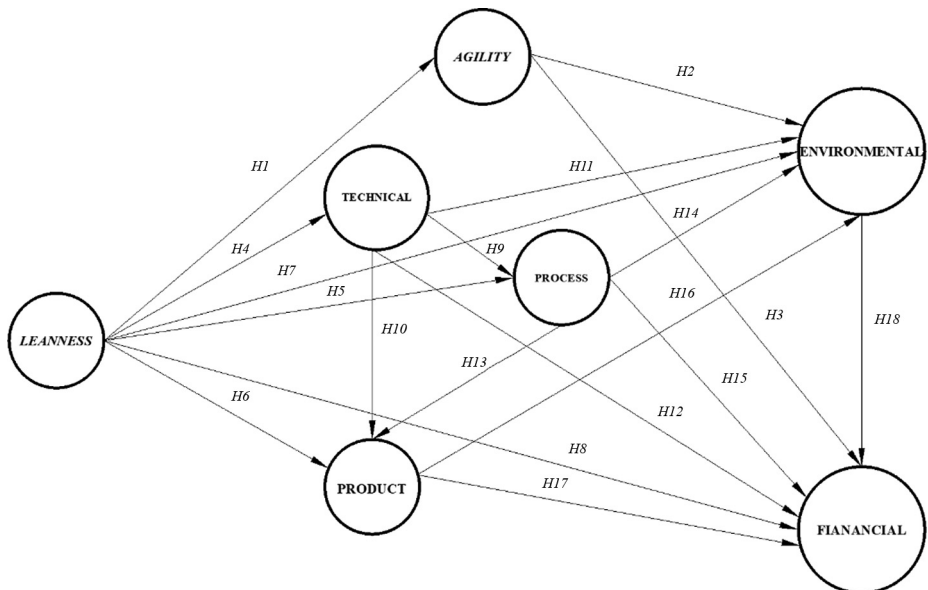 AGILITY
H2
ENVIRONMENTAL
H1
H11
TECHNICAL
H14
H4
H9
H7
PROCESS
H5
H16
LEANNESS
H10
H3
H18
H13
H15
H6
H12
H8
PRODUCT
H17
FIANANCIAL